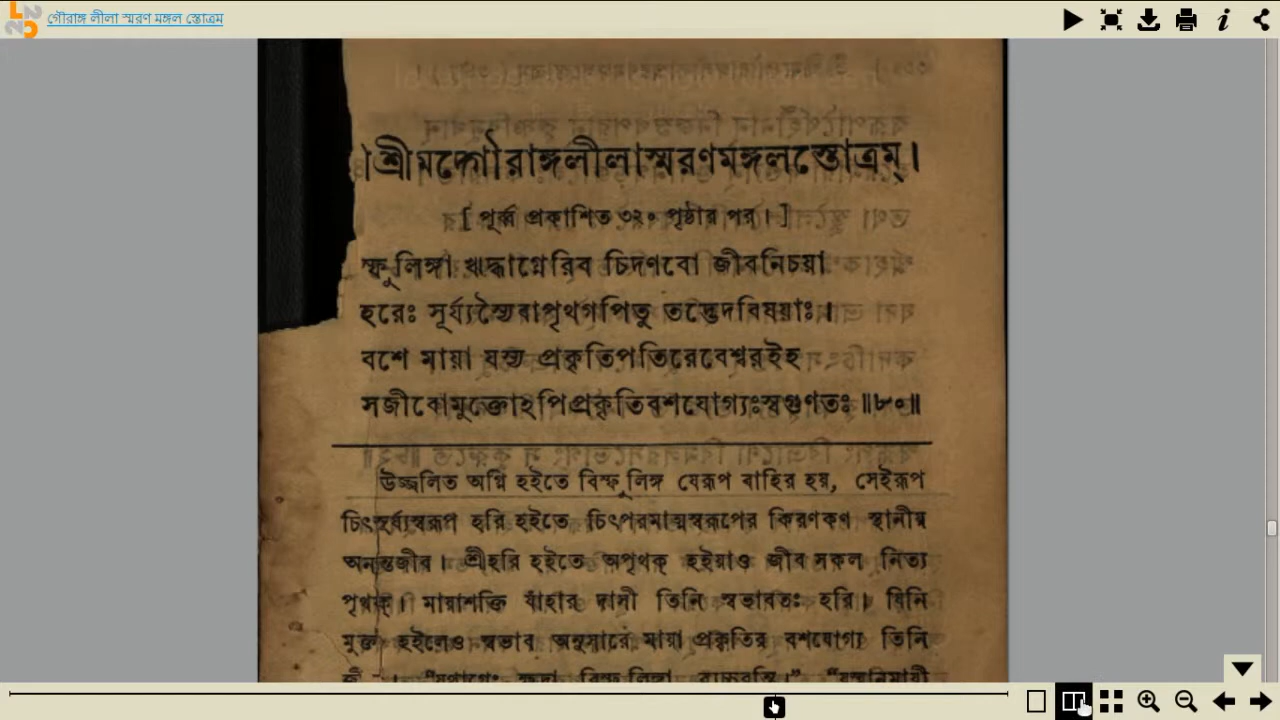 গৌরাঙ্গ লীলা স্মরণ মঙ্গল স্তোত্রম
শ্রীমদ্গৌরাঙ্গলীলাস্মরণমঙ্গলস্তোত্রম্।
[ পূর্ব্ব প্রকাশিত ৩২০ পৃষ্ঠার পর। ]
স্ফুলিঙ্গা ঋদ্ধাগ্নেরিব চিদণবো জীবনিচয়া
হরেঃ সূর্য্যস্যৈবাপৃথগপিতু তদ্ভেদবিষয়াঃ।
বশে মায়া যস্য প্রকৃতিপতিরেবেশ্বরইহ
সজীবোমুক্তোঽপিপ্রকৃতিবশযোগ্যঃস্বগুণতঃ ॥৮০॥
উজ্জলিত অগ্নি হইতে বিস্ফুলিঙ্গ যেরূপ বাহির হয়, সেইরূপ
চিৎসূর্য্যস্বরূপ হরি হইতে চিৎপরমাত্মস্বরূপের কিরণকণ স্থানীয়
অনন্তজীব। শ্রীহরি হইতে অপৃথক্ হইয়াও জীব সকল নিত্য
পৃথক্। মায়াশক্তি যাঁহার দাসী তিনি স্বভাবতঃ হরি। যিনি
মুক্ত হইলেও স্বভাব অনুসারে মায়া প্রকৃতির বশযোগ্য তিনি